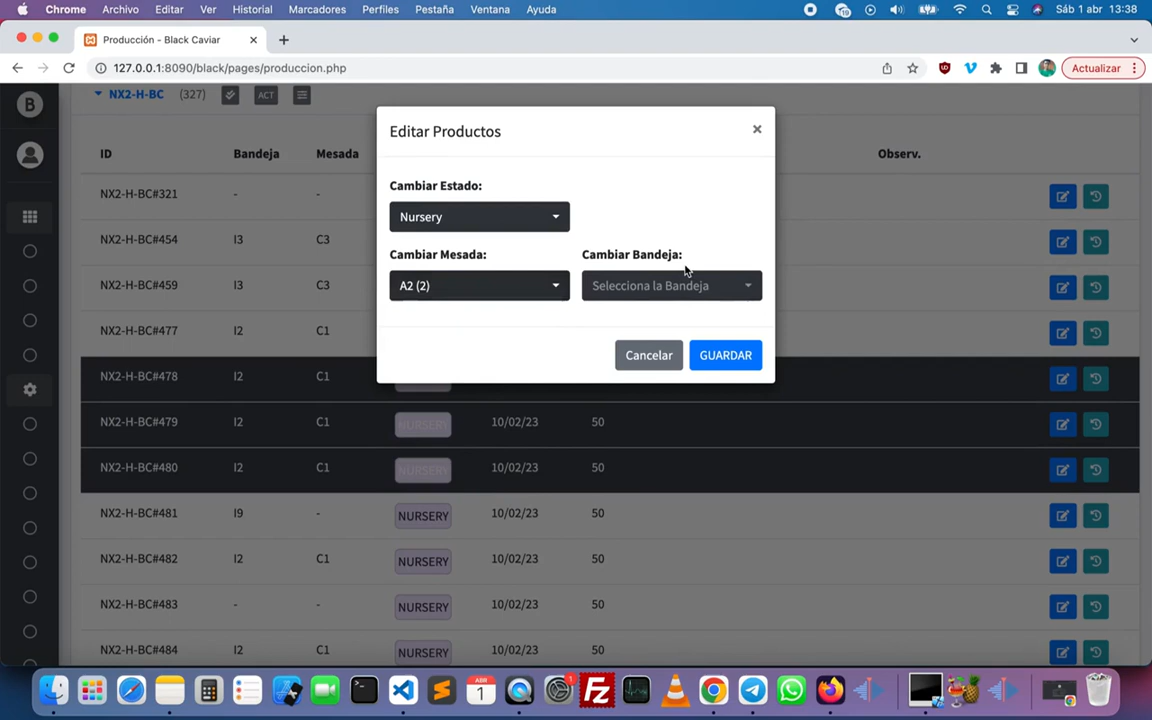 Chrome Archivo Editar Ver Historial Marcadores Perfiles Pestaña Ventana Ayuda Sáb 1 abr 13:38
Producción - Black Caviar
127.0.0.1:8090/black/pages/produccion.php Actualizar
B
NX2-H-BC (327) ACT
Editar Productos
ID Bandeja Mesada Observ.
Cambiar Estado:
Nursery
Cambiar Mesada: Cambiar Bandeja:
A2 (2) Selecciona la Bandeja
Cancelar GUARDAR
NX2-H-BC#321 - -
NX2-H-BC#454 I3 C3
NX2-H-BC#459 I3 C3
NX2-H-BC#477 I2 C1
NX2-H-BC#478 I2 C1
NX2-H-BC#479 I2 C1 NURSERY 10/02/23 50
NX2-H-BC#480 I2 C1 NURSERY 10/02/23 50
NX2-H-BC#481 I9 - NURSERY 10/02/23 50
NX2-H-BC#482 I2 C1 NURSERY 10/02/23 50
NX2-H-BC#483 - - NURSERY 10/02/23 50
NX2-H-BC#484 I2 C1 NURSERY 10/02/23 50
ABR
1
1
Fz